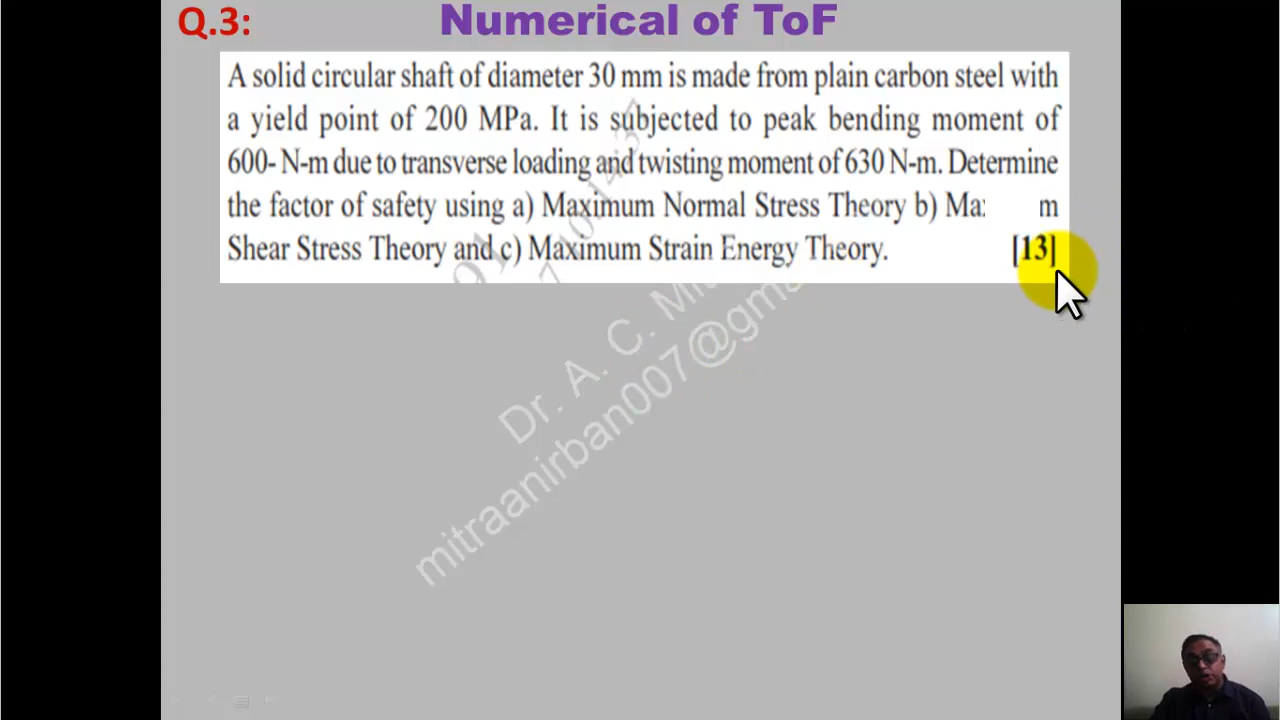 Q.3:
Numerical of ToF
A solid circular shaft of diameter 30 mm is made from plain carbon steel with
a yield point of 200 MPa. It is subjected to peak bending moment of
600- N-m due to transverse loading and twisting moment of 630 N-m. Determine
the factor of safety using a) Maximum Normal Stress Theory b)
Shear Stress Theory and c) Maximum Strain Energy Theory. [13]
Dr. A. C.